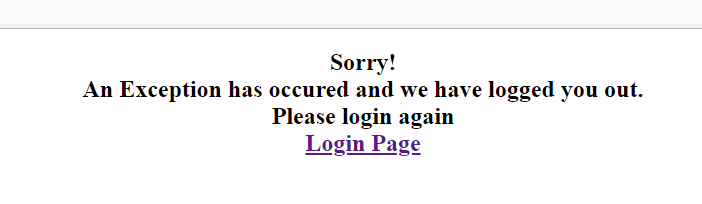 Sorry!
An Exception has occured and we have logged you out.
Please login again
Login Page